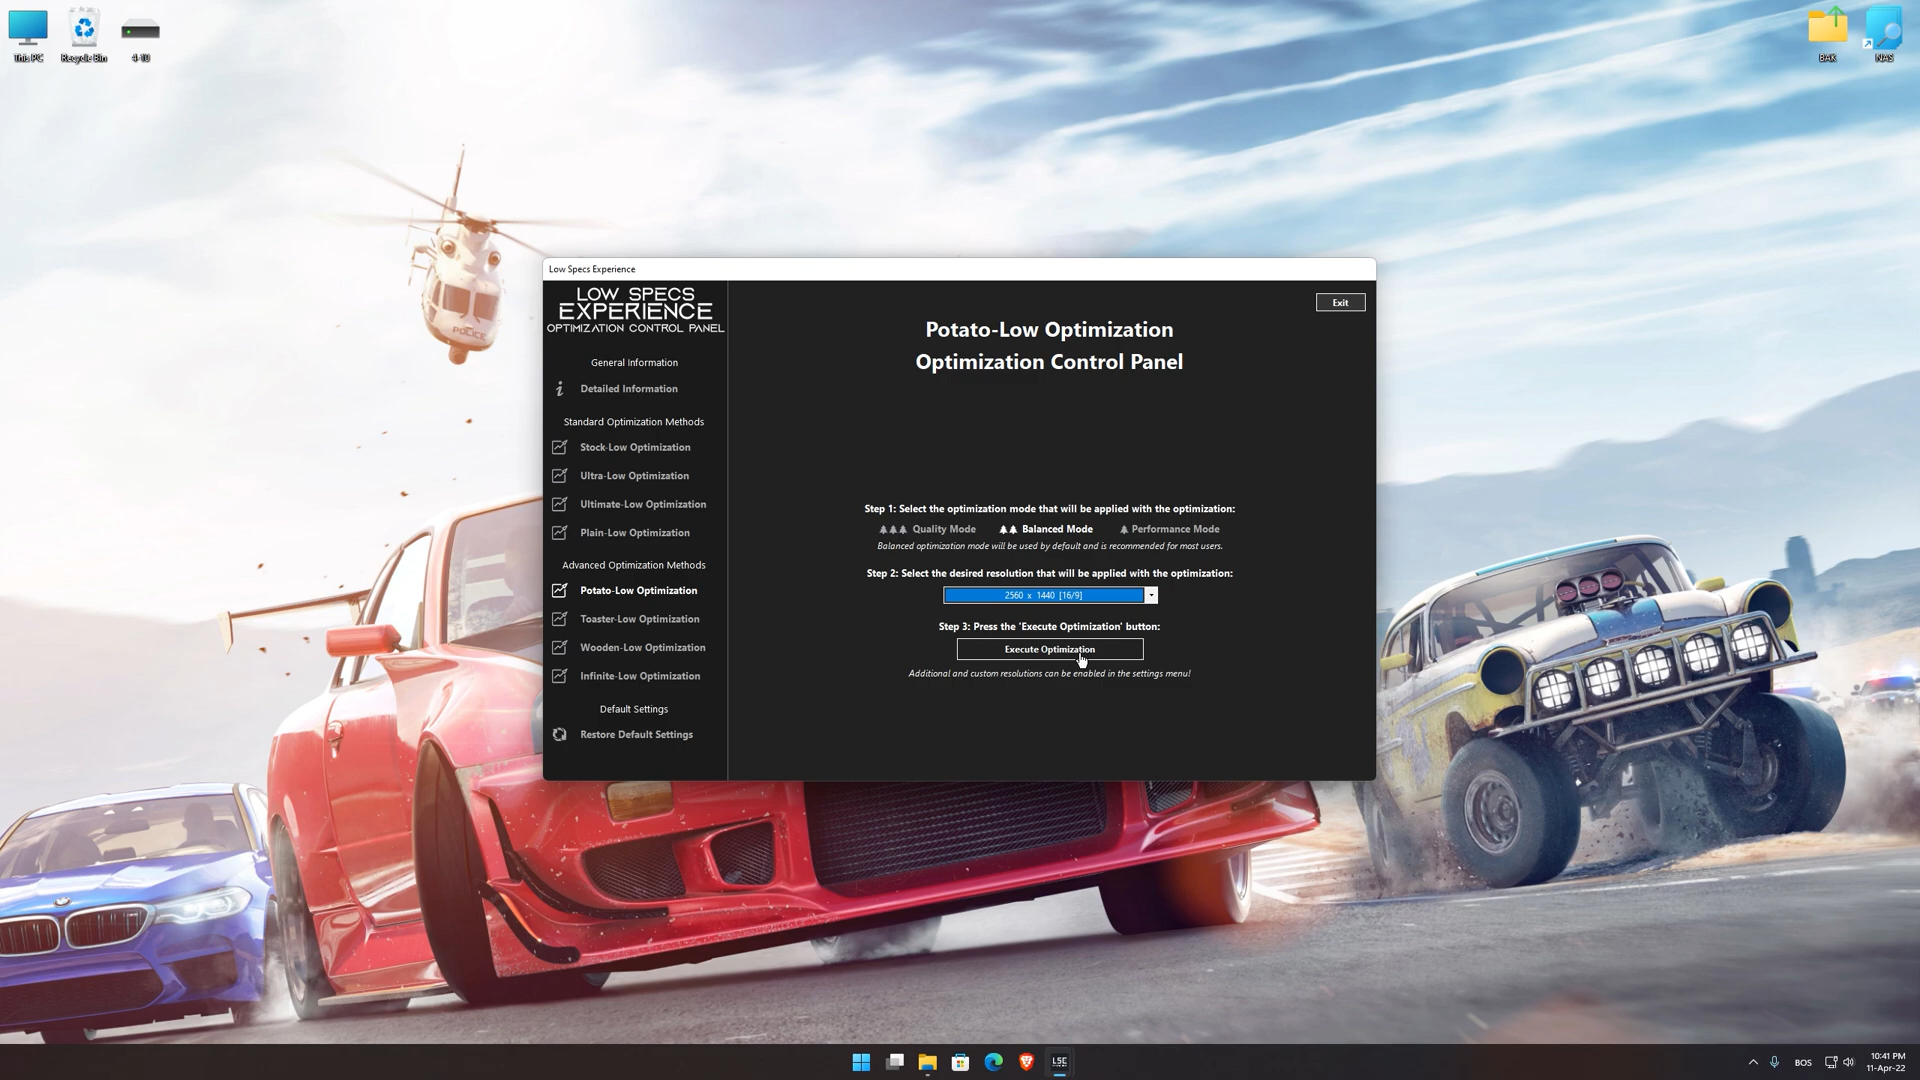 This PC
Recycle Bin
4-10
BAK
NAS
POLICE
Low Specs Experience
LOW SPECS
EXPERIENCE
OPTIMIZATION CONTROL PANEL
General Information
Detailed Information
Standard Optimization Methods
Stock-Low Optimization
Ultra-Low Optimization
Ultimate-Low Optimization
Plain-Low Optimization
Advanced Optimization Methods
Potato-Low Optimization
Toaster-Low Optimization
Wooden-Low Optimization
Infinite-Low Optimization
Default Settings
Restore Default Settings
Exit
Potato-Low Optimization
Optimization Control Panel
Step 1: Select the optimization mode that will be applied with the optimization:
Quality Mode Balanced Mode Performance Mode
Balanced optimization mode will be used by default and is recommended for most users.
Step 2: Select the desired resolution that will be applied with the optimization:
2560 x 1440 [16/9]
Step 3: Press the 'Execute Optimization' button:
Execute Optimization
Additional and custom resolutions can be enabled in the settings menu!
LSE
BOS
10:41 PM
11-Apr-22